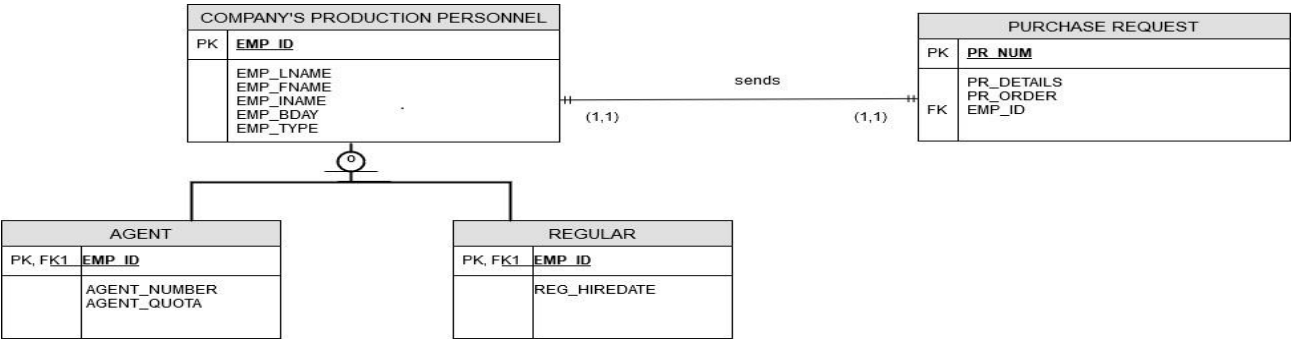 COMPANY'S PRODUCTION PERSONNEL
PK EMP_ID
EMP_LNAME
EMP_FNAME
EMP_INAME
EMP_BDAY
EMP_TYPE
sends
(1,1)
(1,1)
PURCHASE REQUEST
PK PR_NUM
PR_DETAILS
PR_ORDER
FK EMP_ID
AGENT
PK, FK1 EMP_ID
AGENT_NUMBER
AGENT_QUOTA
REGULAR
PK, FK1 EMP_ID
REG_HIREDATE